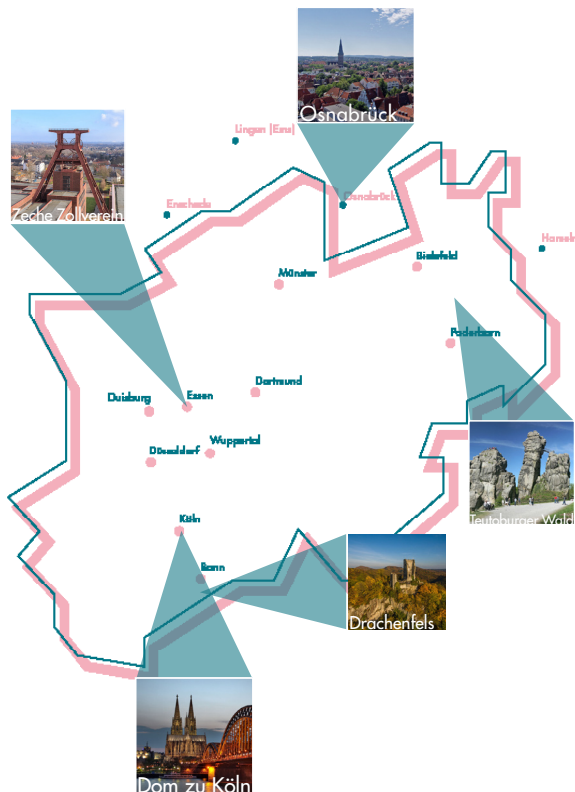 Osnabrück
Lingen (Ems)
Zeche Zollverein
Enschede
Osnabrück
Hameln
Bielefeld
Münster
Paderborn
Dortmund
Essen
Duisburg
Wuppertal
Düsseldorf
Teutoburger Wald
Köln
Bonn
Drachenfels
Dom zu Köln